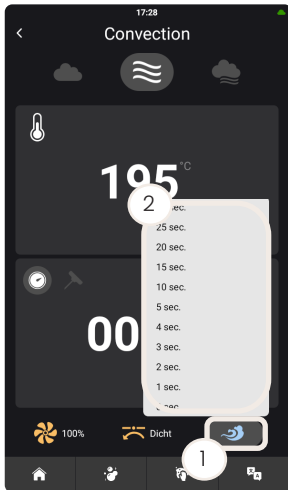 17:28
Convection
195 °C
2
sec.
25 sec.
20 sec.
15 sec.
10 sec.
5 sec.
4 sec.
3 sec.
2 sec.
1 sec.
00
100%
Dicht
1